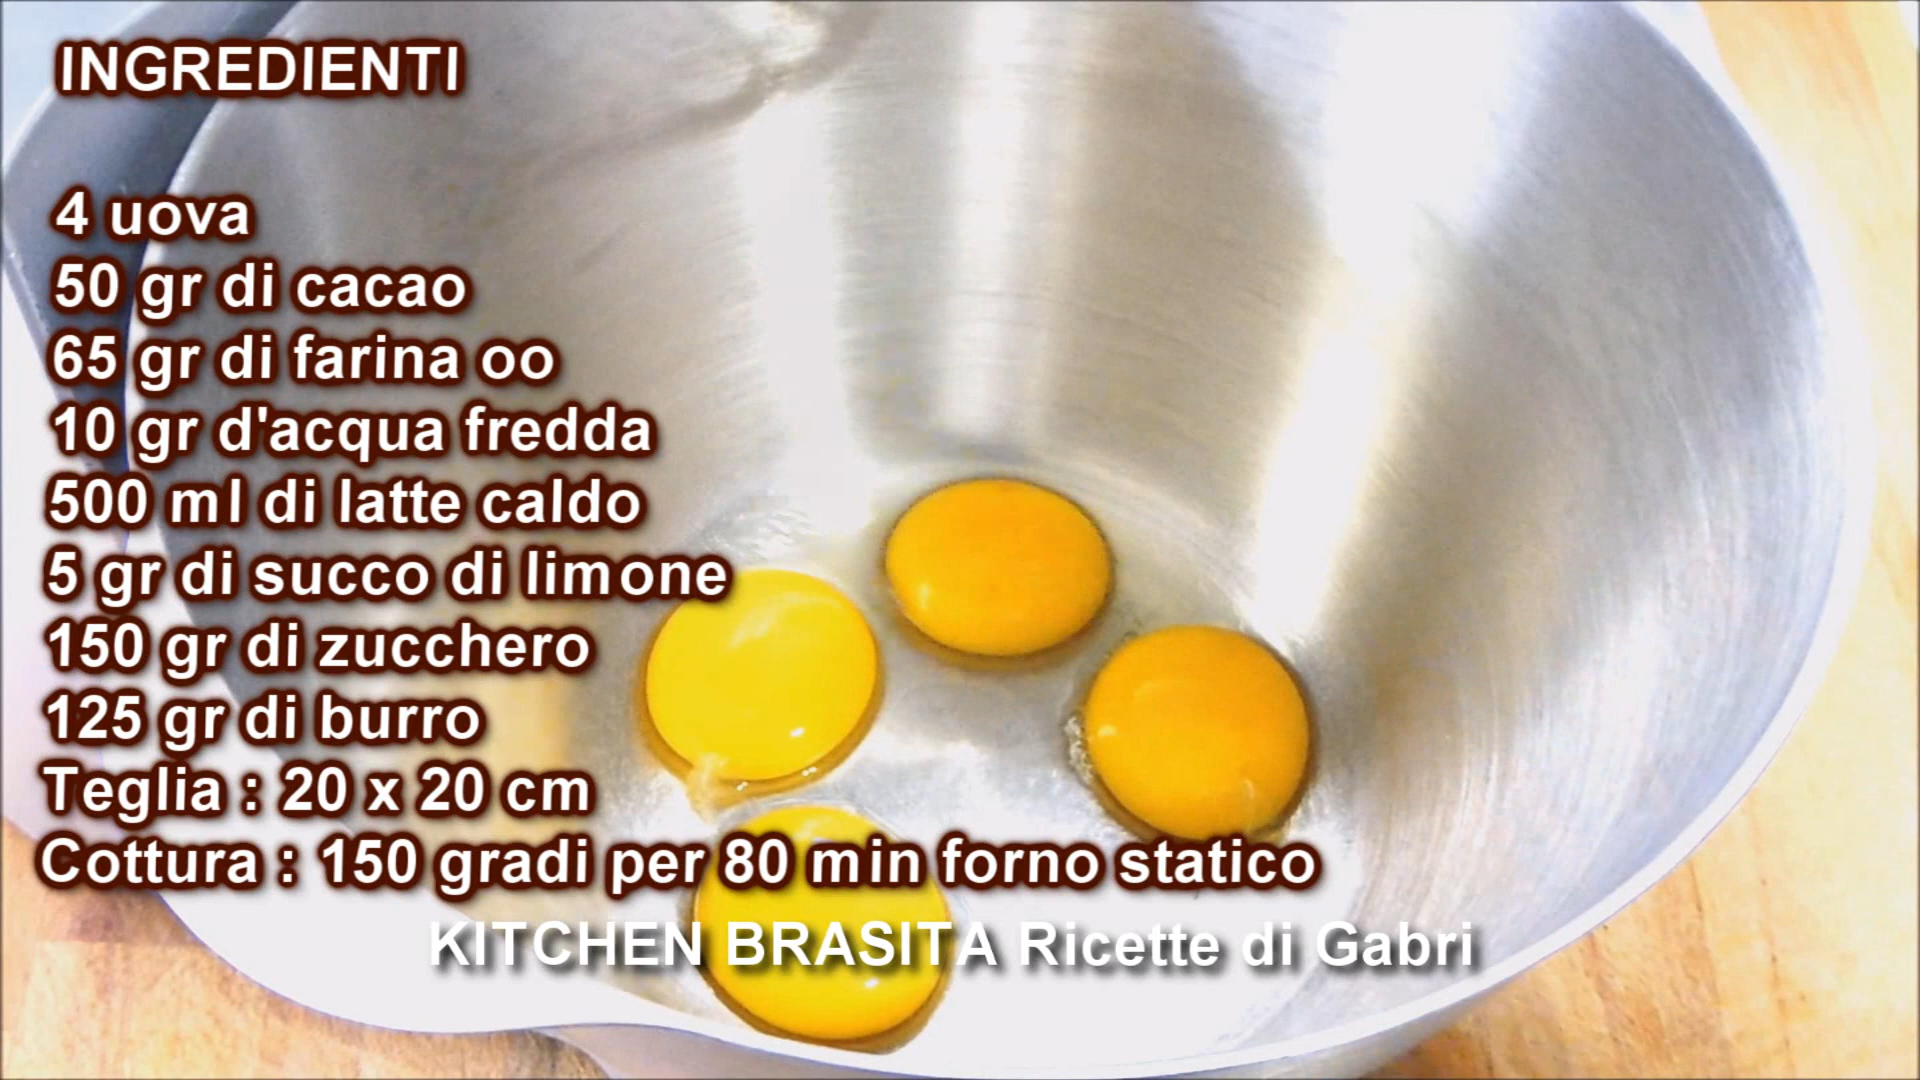 INGREDIENTI
4 uova
50 gr di cacao
65 gr di farina oo
10 gr d'acqua fredda
500 ml di latte caldo
5 gr di succo di limone
150 gr di zucchero
125 gr di burro
Teglia : 20 x 20 cm
Cottura : 150 gradi per 80 min forno statico
KITCHEN BRASITA Ricette di Gabri